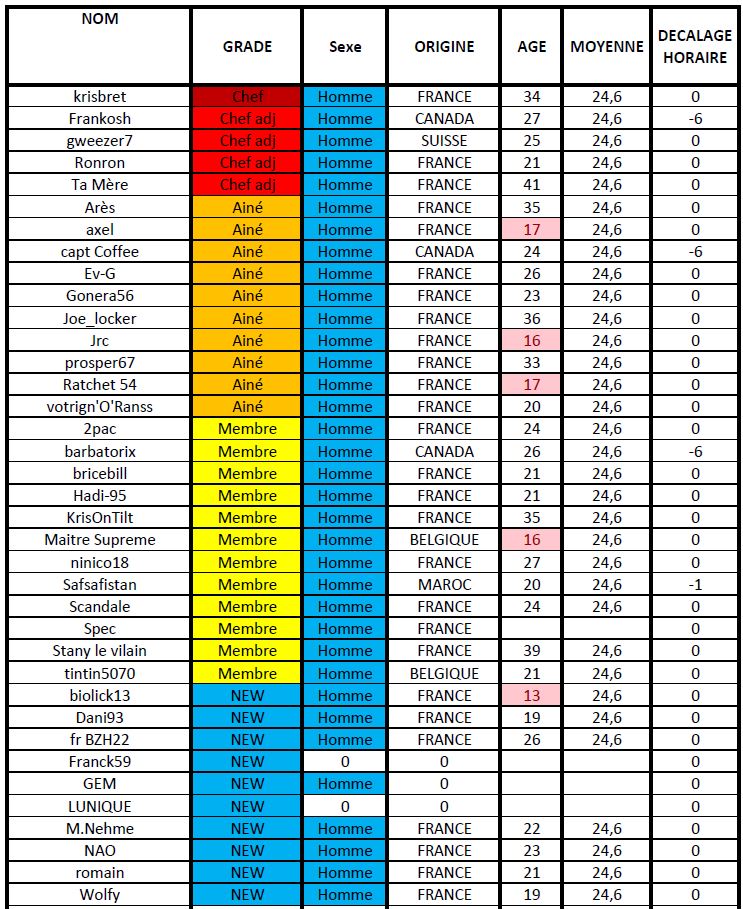 NOM GRADE Sexe ORIGINE AGE MOYENNE DECALAGE HORAIRE
krisbret Chef Homme FRANCE 34 24,6 0
Frankosh Chef adj Homme CANADA 27 24,6 -6
gweezer7 Chef adj Homme SUISSE 25 24,6 0
Ronron Chef adj Homme FRANCE 21 24,6 0
Ta Mère Chef adj Homme FRANCE 41 24,6 0
Arès Ainé Homme FRANCE 35 24,6 0
axel Ainé Homme FRANCE 17 24,6 0
capt Coffee Ainé Homme CANADA 24 24,6 -6
Ev-G Ainé Homme FRANCE 26 24,6 0
Gonera56 Ainé Homme FRANCE 23 24,6 0
Joe_locker Ainé Homme FRANCE 36 24,6 0
Jrc Ainé Homme FRANCE 16 24,6 0
prosper67 Ainé Homme FRANCE 33 24,6 0
Ratchet 54 Ainé Homme FRANCE 17 24,6 0
votrign'O'Ranss Ainé Homme FRANCE 20 24,6 0
2pac Membre Homme FRANCE 24 24,6 0
barbatorix Membre Homme CANADA 26 24,6 -6
bricebill Membre Homme FRANCE 21 24,6 0
Hadi-95 Membre Homme FRANCE 21 24,6 0
KrisOnTilt Membre Homme FRANCE 35 24,6 0
Maitre Supreme Membre Homme BELGIQUE 16 24,6 0
ninico18 Membre Homme FRANCE 27 24,6 0
Safsafistan Membre Homme MAROC 20 24,6 -1
Scandale Membre Homme FRANCE 24 24,6 0
Spec Membre Homme FRANCE 0
Stany le vilain Membre Homme FRANCE 39 24,6 0
tintin5070 Membre Homme BELGIQUE 21 24,6 0
biolick13 NEW Homme FRANCE 13 24,6 0
Dani93 NEW Homme FRANCE 19 24,6 0
fr BZH22 NEW Homme FRANCE 26 24,6 0
Franck59 NEW 0 0 0
GEM NEW Homme 0 0
LUNIQUE NEW 0 0 0
M.Nehme NEW Homme FRANCE 22 24,6 0
NAO NEW Homme FRANCE 23 24,6 0
romain NEW Homme FRANCE 21 24,6 0
Wolfy NEW Homme FRANCE 19 24,6 0